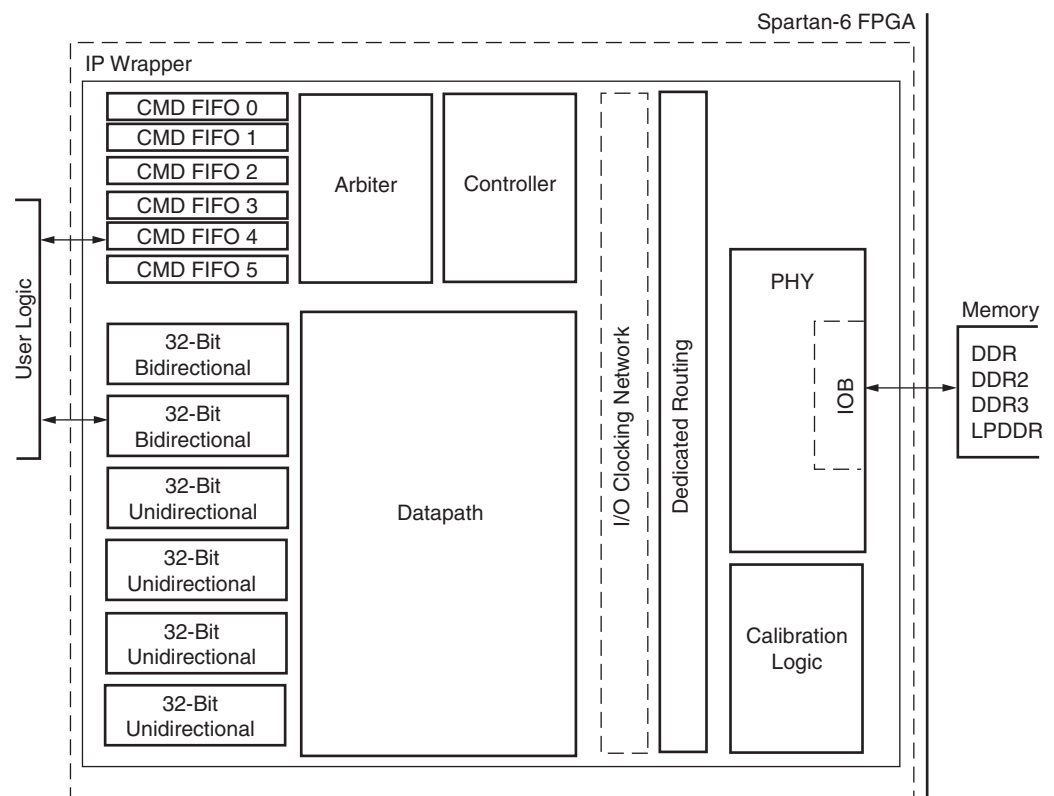 Spartan-6 FPGA
IP Wrapper
CMD FIFO 0
CMD FIFO 1
CMD FIFO 2
CMD FIFO 3
CMD FIFO 4
CMD FIFO 5
Arbiter
Controller
User Logic
32-Bit
Bidirectional
32-Bit
Bidirectional
32-Bit
Unidirectional
32-Bit
Unidirectional
32-Bit
Unidirectional
32-Bit
Unidirectional
Datapath
I/O Clocking Network
Dedicated Routing
PHY
IOB
Calibration
Logic
Memory
DDR
DDR2
DDR3
LPDDR